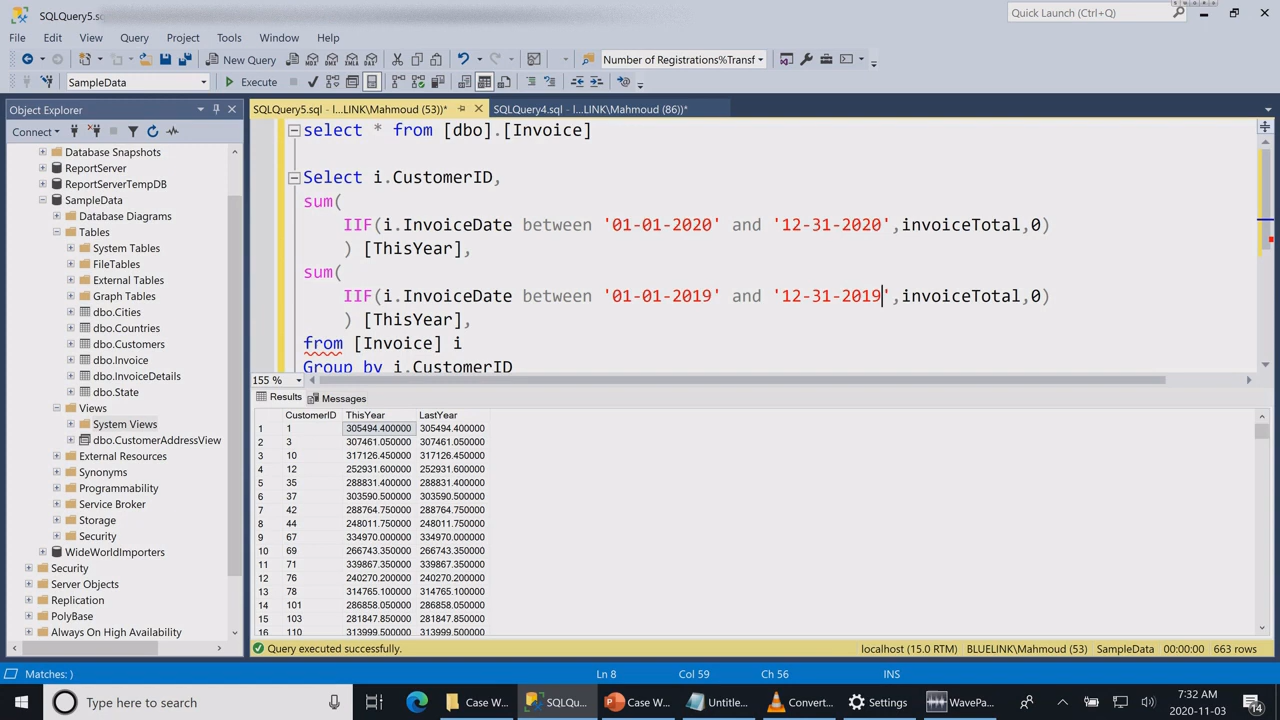 SQLQuery5.sql -
Quick Launch (Ctrl+Q)
File Edit View Query Project Tools Window Help
New Query MDX DMX XMLA DAX Number of Registrations%Transf
SampleData Execute
Object Explorer
SQLQuery5.sql - l...LINK\Mahmoud (53))* SQLQuery4.sql - l...LINK\Mahmoud (86))*
Connect
Database Snapshots
ReportServer
ReportServerTempDB
SampleData
Database Diagrams
Tables
System Tables
FileTables
External Tables
Graph Tables
dbo.Cities
dbo.Countries
dbo.Customers
dbo.Invoice
dbo.InvoiceDetails
dbo.State
Views
System Views
dbo.CustomerAddressView
External Resources
Synonyms
Programmability
Service Broker
Storage
Security
WideWorldImporters
Security
Server Objects
Replication
PolyBase
Always On High Availability
select * from [dbo].[Invoice]
Select i.CustomerID,
sum(
IIF(i.InvoiceDate between '01-01-2020' and '12-31-2020',invoiceTotal,0)
) [ThisYear],
sum(
IIF(i.InvoiceDate between '01-01-2019' and '12-31-2019',invoiceTotal,0)
) [ThisYear],
from [Invoice] i
Group by i.CustomerID
155 %
Results Messages
CustomerID ThisYear LastYear
1 1 305494.400000 305494.400000
2 3 307461.050000 307461.050000
3 10 317126.450000 317126.450000
4 12 252931.600000 252931.600000
5 35 288831.400000 288831.400000
6 37 303590.500000 303590.500000
7 42 288764.750000 288764.750000
8 44 248011.750000 248011.750000
9 67 334970.000000 334970.000000
10 69 266743.350000 266743.350000
11 71 339867.350000 339867.350000
12 76 240270.200000 240270.200000
13 78 314765.100000 314765.100000
14 101 286858.050000 286858.050000
15 103 281847.850000 281847.850000
16 110 313999.500000 313999.500000
Query executed successfully. localhost (15.0 RTM) BLUELINK\Mahmoud (53) SampleData 00:00:00 663 rows
Matches: ) Ln 8 Col 59 Ch 56 INS
Type here to search Case W... SQLQu... Case W... Untitle... Convert... Settings WavePa... 7:32 AM
2020-11-03